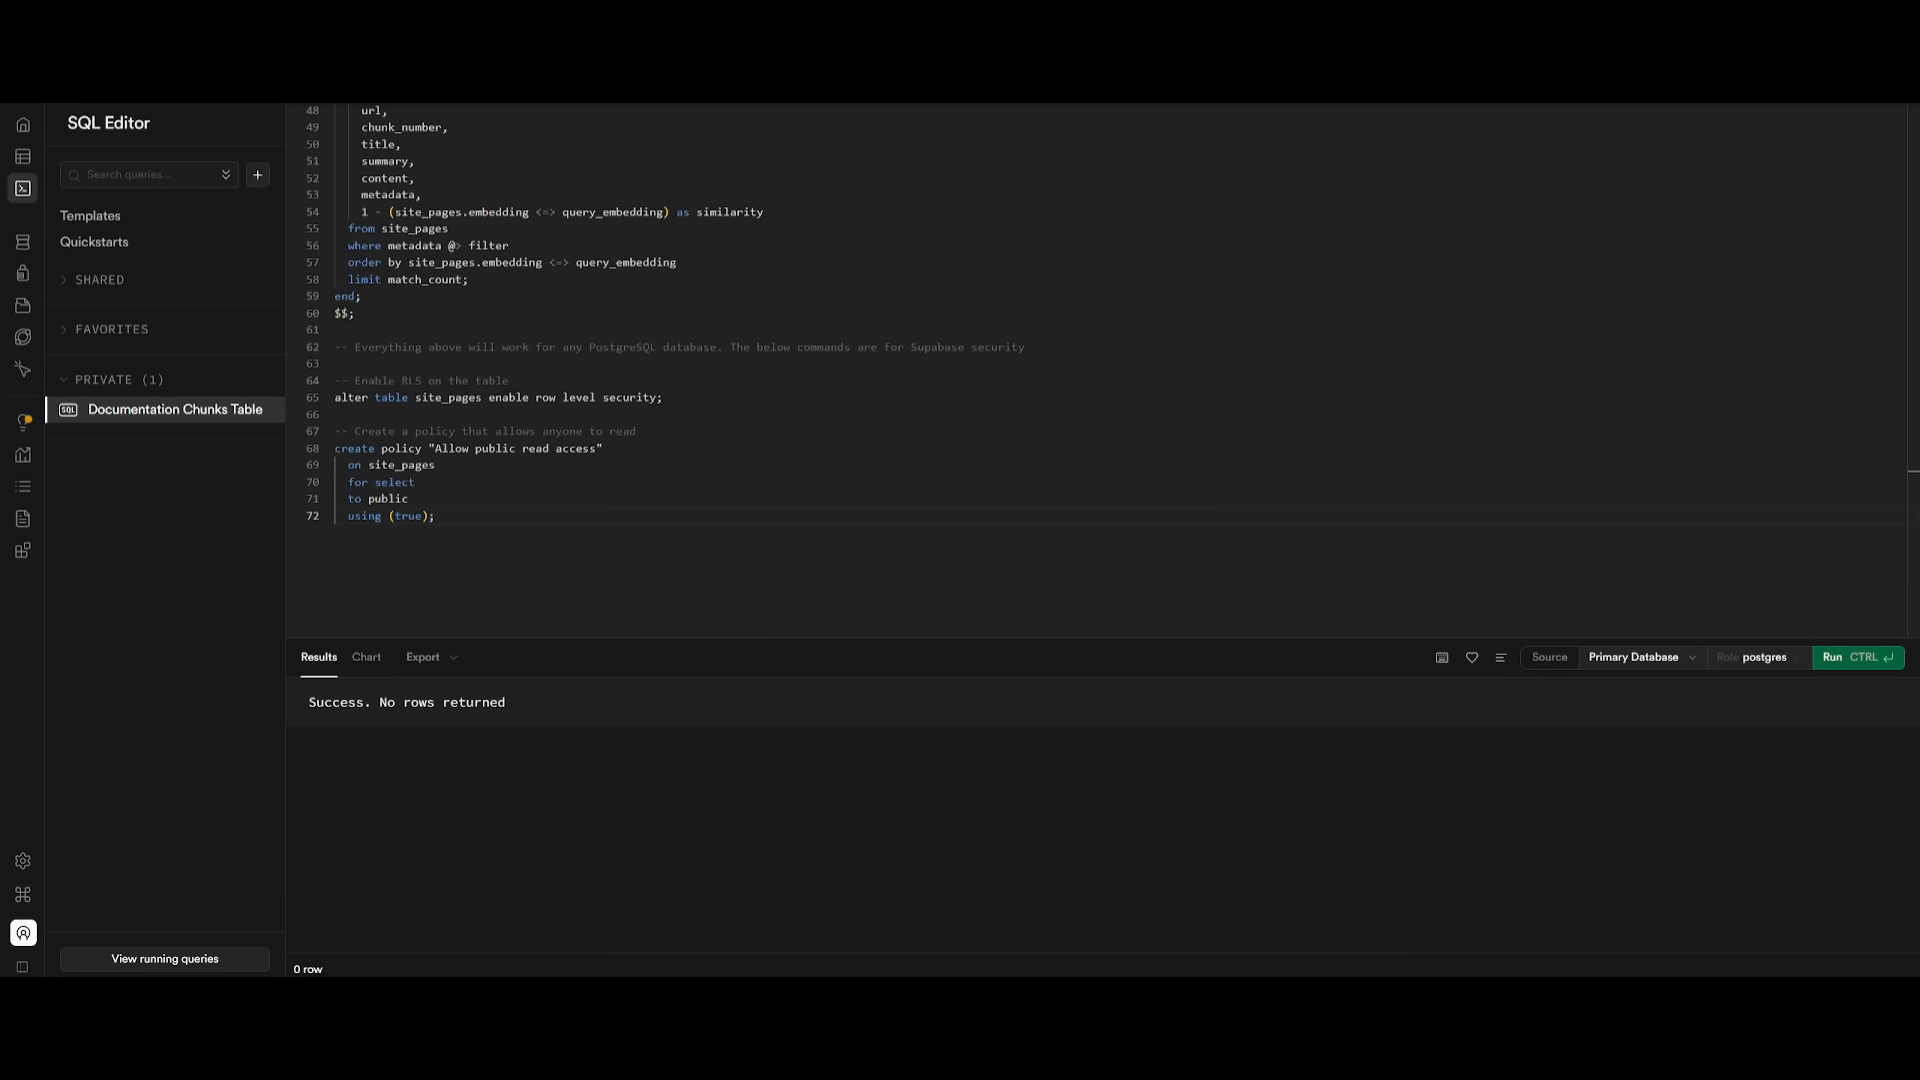 SQL Editor
Search queries...
Templates
Quickstarts
SHARED
FAVORITES
PRIVATE (1)
SQL Documentation Chunks Table
View running queries
48 url,
49 chunk_number,
50 title,
51 summary,
52 content,
53 metadata,
54 1 - (site_pages.embedding <=> query_embedding) as similarity
55 from site_pages
56 where metadata @> filter
57 order by site_pages.embedding <=> query_embedding
58 limit match_count;
59 end;
60 $$;
61
62 -- Everything above will work for any PostgreSQL database. The below commands are for Supabase security
63
64 -- Enable RLS on the table
65 alter table site_pages enable row level security;
66
67 -- Create a policy that allows anyone to read
68 create policy "Allow public read access"
69 on site_pages
70 for select
71 to public
72 using (true);
Results Chart Export Source Primary Database Role postgres Run CTRL ↵
Success. No rows returned
0 row